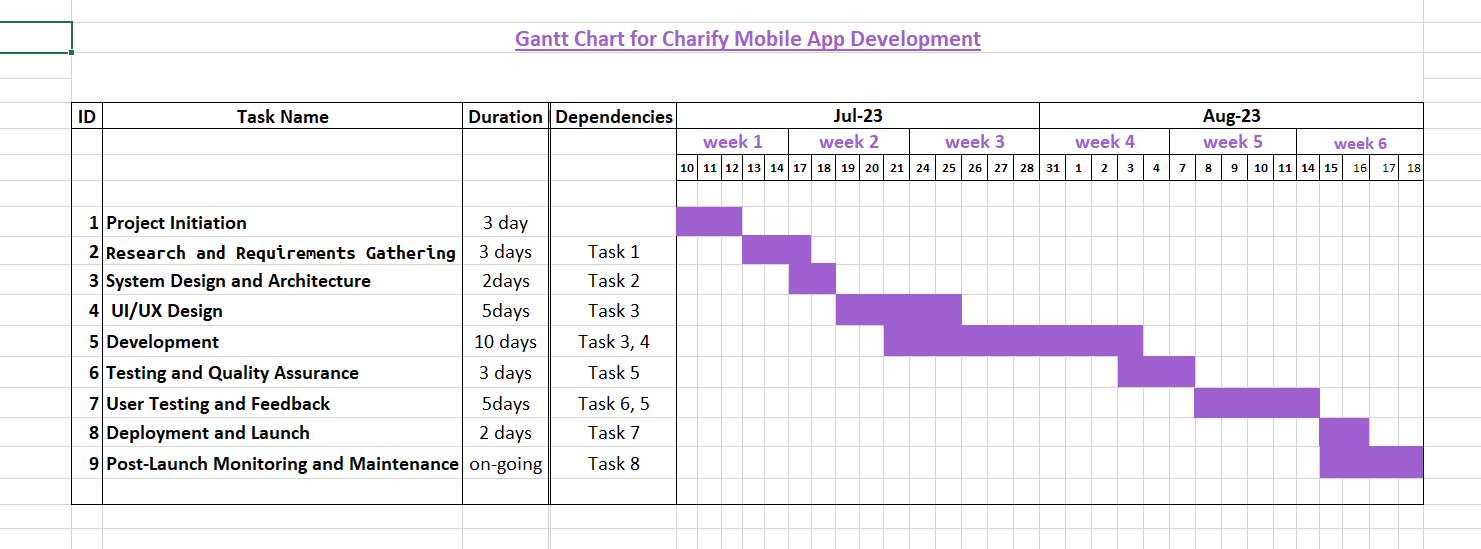 Gantt Chart for Charify Mobile App Development
ID Task Name Duration Dependencies Jul-23 Aug-23
week 1 week 2 week 3 week 4 week 5 week 6
10 11 12 13 14 17 18 19 20 21 24 25 26 27 28 31 1 2 3 4 7 8 9 10 11 14 15 16 17 18
1 Project Initiation 3 day
2 Research and Requirements Gathering 3 days Task 1
3 System Design and Architecture 2days Task 2
4 UI/UX Design 5days Task 3
5 Development 10 days Task 3, 4
6 Testing and Quality Assurance 3 days Task 5
7 User Testing and Feedback 5days Task 6, 5
8 Deployment and Launch 2 days Task 7
9 Post-Launch Monitoring and Maintenance on-going Task 8